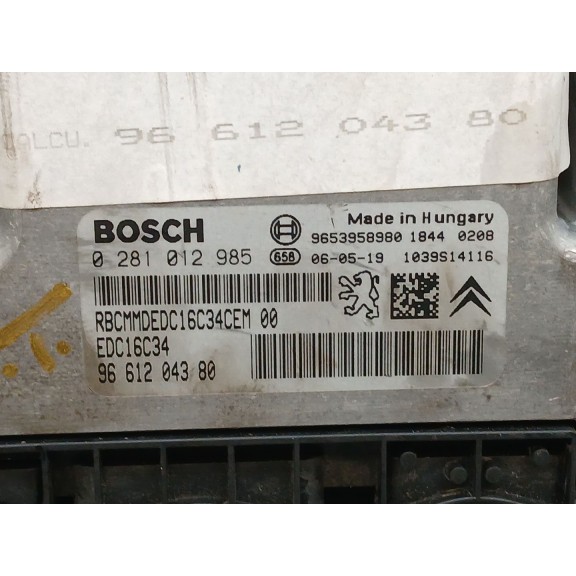 CALCU. 96 612 043 80
BOSCH
Made in Hungary
9653958980 1844 0208
0 281 012 985
658 06-05-19 1039S14116
RBCMMDEDC16C34CEM 00
EDC16C34
96 612 043 80